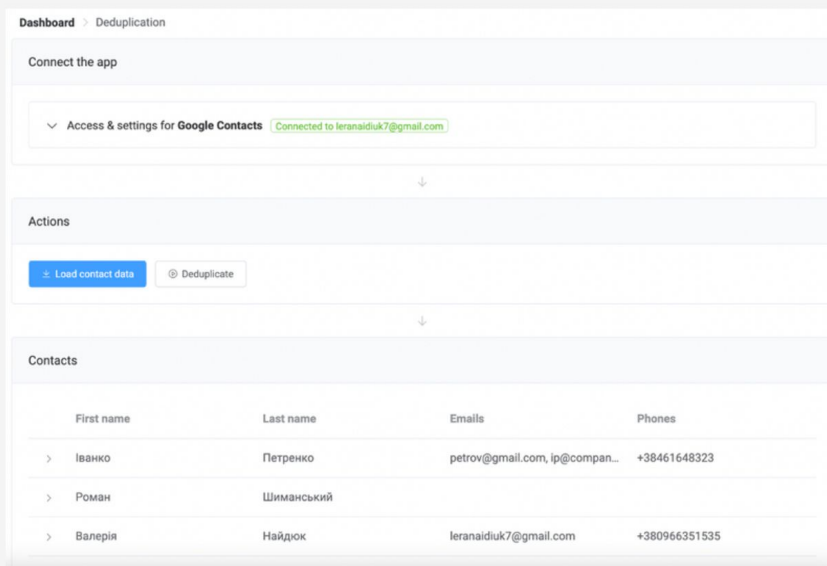 Dashboard > Deduplication
Connect the app
Access & settings for Google Contacts Connected to leranaidiuk7@gmail.com
Actions
Load contact data Deduplicate
Contacts
First name Last name Emails Phones
Іванко Петренко petrov@gmail.com, ip@compan... +38461648323
Роман Шиманський
Валерія Найдюк leranaidiuk7@gmail.com +380966351535